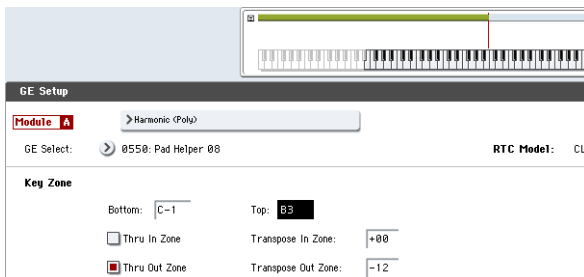 GE Setup
Module A
Harmonic (Poly)
GE Select: 0550: Pad Helper 08 RTC Model: CL
Key Zone
Bottom: C-1 Top: B3
Thru In Zone Transpose In Zone: +00
Thru Out Zone Transpose Out Zone: -12